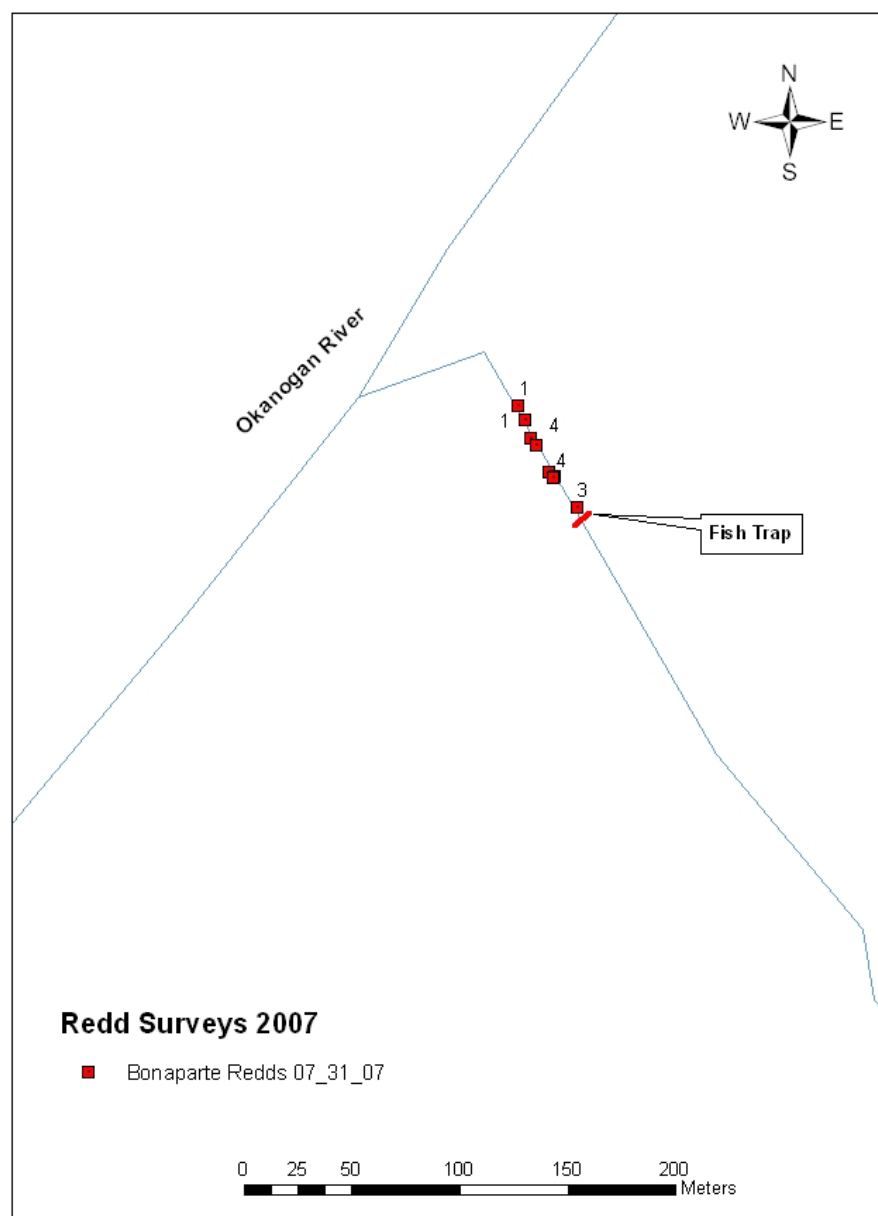 N
W E
S
Okanogan River
1
1
4
4
3
Fish Trap
Redd Surveys 2007
Bonaparte Redds 07_31_07
0 25 50 100 150 200
Meters